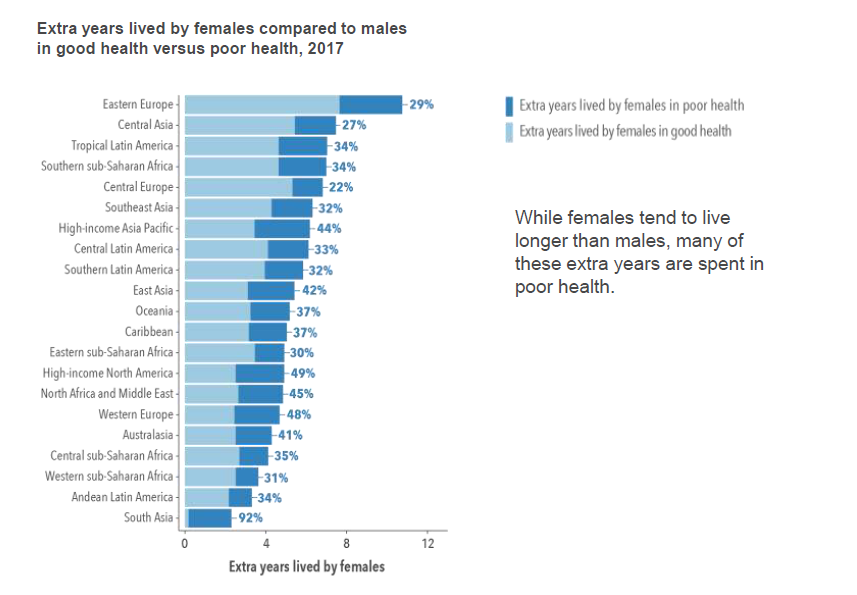 Extra years lived by females compared to males
in good health versus poor health, 2017
Eastern Europe 29%
Central Asia 27%
Tropical Latin America 34%
Southern sub-Saharan Africa 34%
Central Europe 22%
Southeast Asia 32%
High-income Asia Pacific 44%
Central Latin America 33%
Southern Latin America 32%
East Asia 42%
Oceania 37%
Caribbean 37%
Eastern sub-Saharan Africa 30%
High-income North America 49%
North Africa and Middle East 45%
Western Europe 48%
Australasia 41%
Central sub-Saharan Africa 35%
Western sub-Saharan Africa 31%
Andean Latin America 34%
South Asia 92%
0 4 8 12
Extra years lived by females
Extra years lived by females in poor health
Extra years lived by females in good health
While females tend to live
longer than males, many of
these extra years are spent in
poor health.